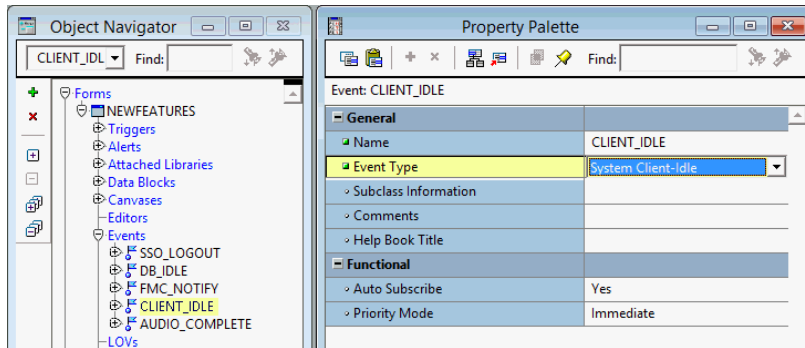 Object Navigator
CLIENT_IDL Find:
Forms
NEWFEATURES
Triggers
Alerts
Attached Libraries
Data Blocks
Canvases
Editors
Events
SSO_LOGOUT
DB_IDLE
FMC_NOTIFY
CLIENT_IDLE
AUDIO_COMPLETE
LOVs
Property Palette
Find:
Event: CLIENT_IDLE
General
Name CLIENT_IDLE
Event Type System Client-Idle
Subclass Information
Comments
Help Book Title
Functional
Auto Subscribe Yes
Priority Mode Immediate